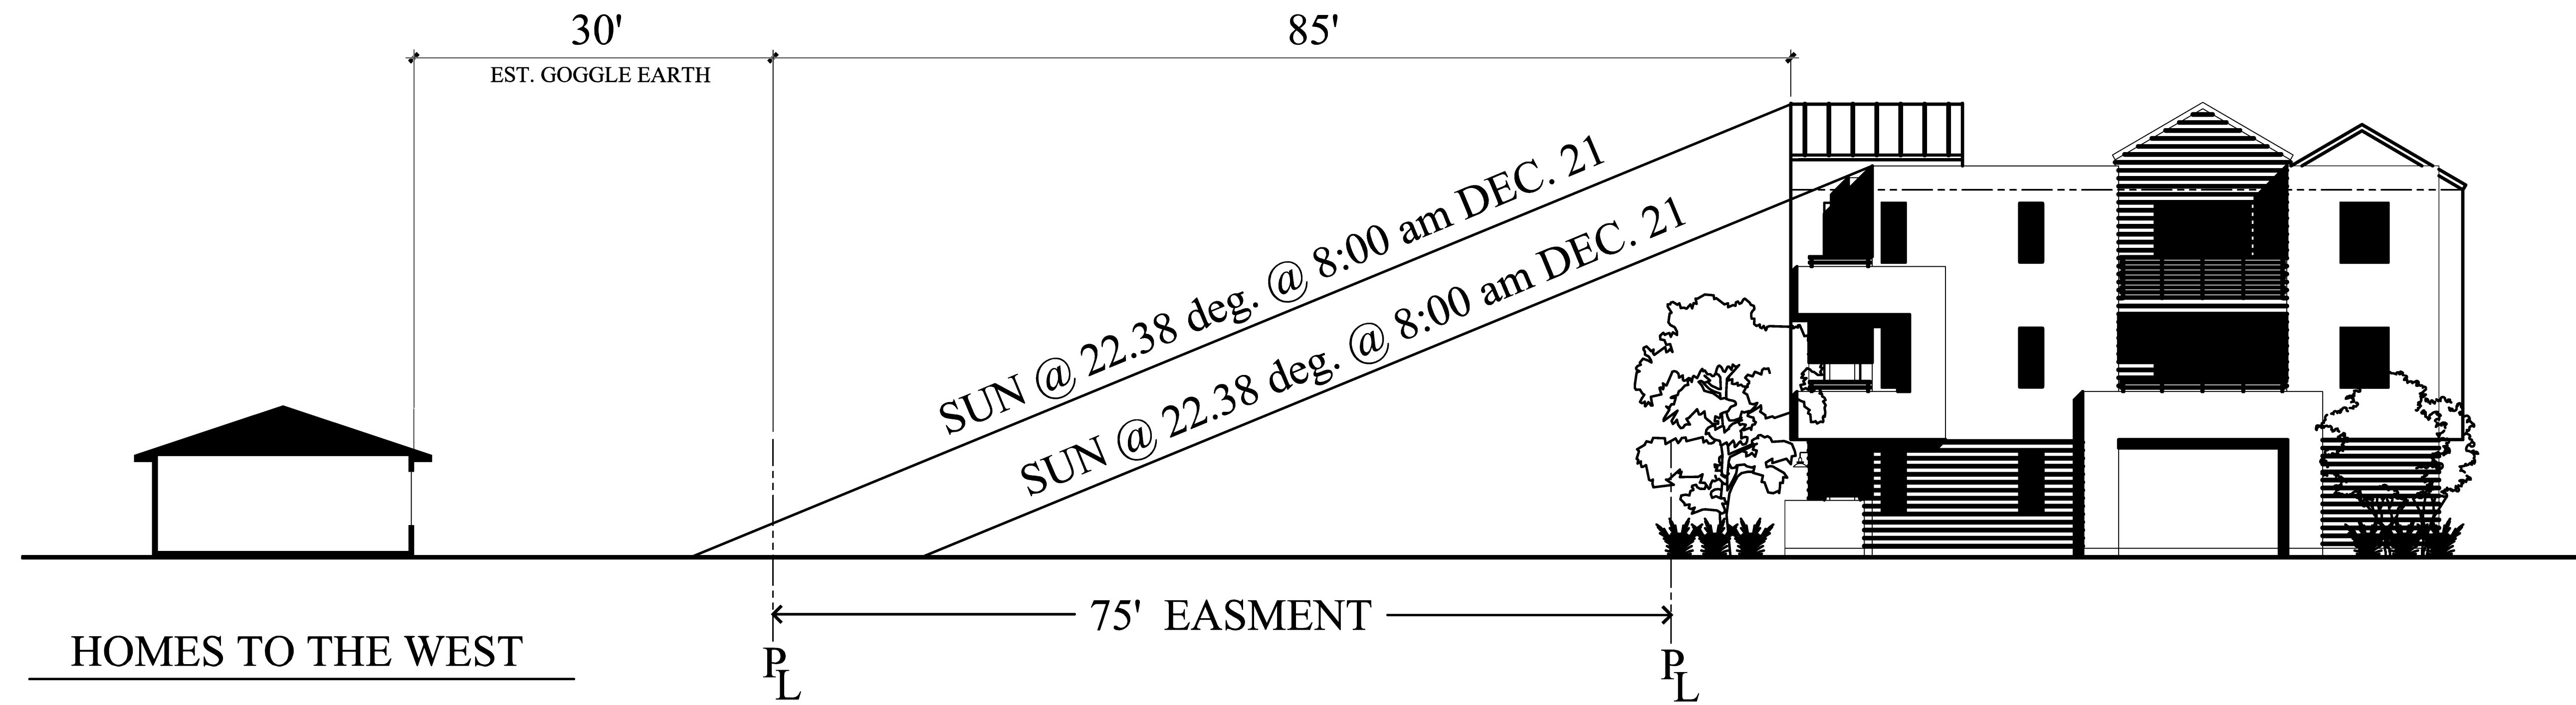 30'
85'
EST. GOGGLE EARTH
SUN @ 22.38 deg. @ 8:00 am DEC. 21
SUN @ 22.38 deg. @ 8:00 am DEC. 21
75' EASMENT
HOMES TO THE WEST
PL
PL